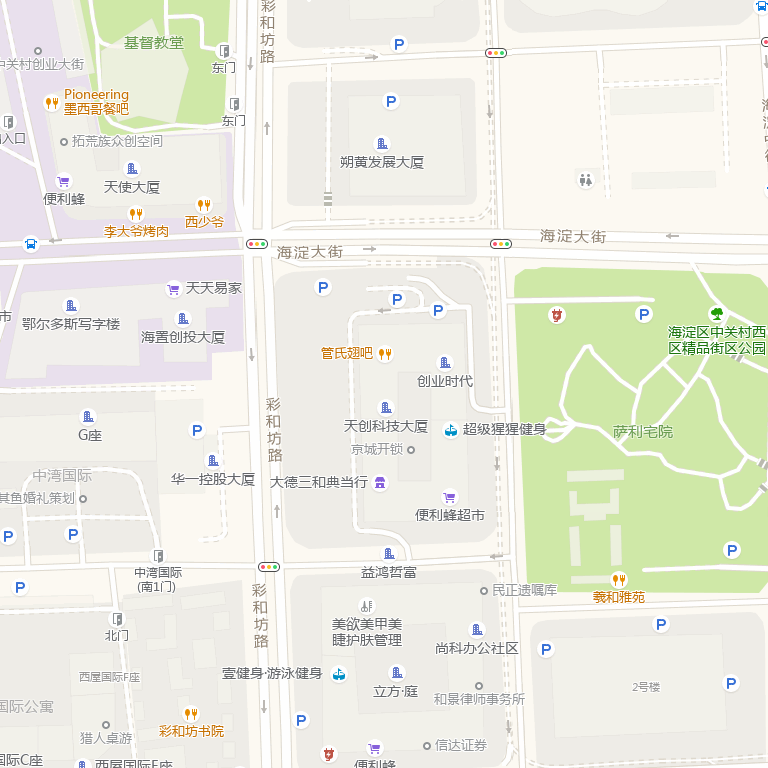 彩和坊路
基督教堂
东门
中关村创业大街
Pioneering
墨西哥餐吧
东门
拓荒族众创空间
天使大厦
便利蜂
李大爷烤肉
西少爷
朔黄发展大厦
海淀大街
海淀大街
P
P
天天易家
鄂尔多斯写字楼
海置创投大厦
市
P
P
P
P
管氏翅吧
创业时代
海淀区中关村西
区精品街区公园
彩和坊路
天创科技大厦
超级猩猩健身
京城开锁
萨利宅院
G座
P
中湾国际
华一控股大厦
大德三和典当行
其鱼婚礼策划
便利蜂超市
P
P
P
中湾国际
(南1门)
益鸿哲富
P
民正遗嘱库
羲和雅苑
彩和坊路
北门
美欲美甲美
睫护肤管理
尚科办公社区
P
P
西屋国际F座
壹健身·游泳健身
立方·庭
和景律师事务所
2号楼
P
国际公寓
彩和坊书院
P
猎人桌游
信达证券
国际C座
西屋国际E座
便利蜂